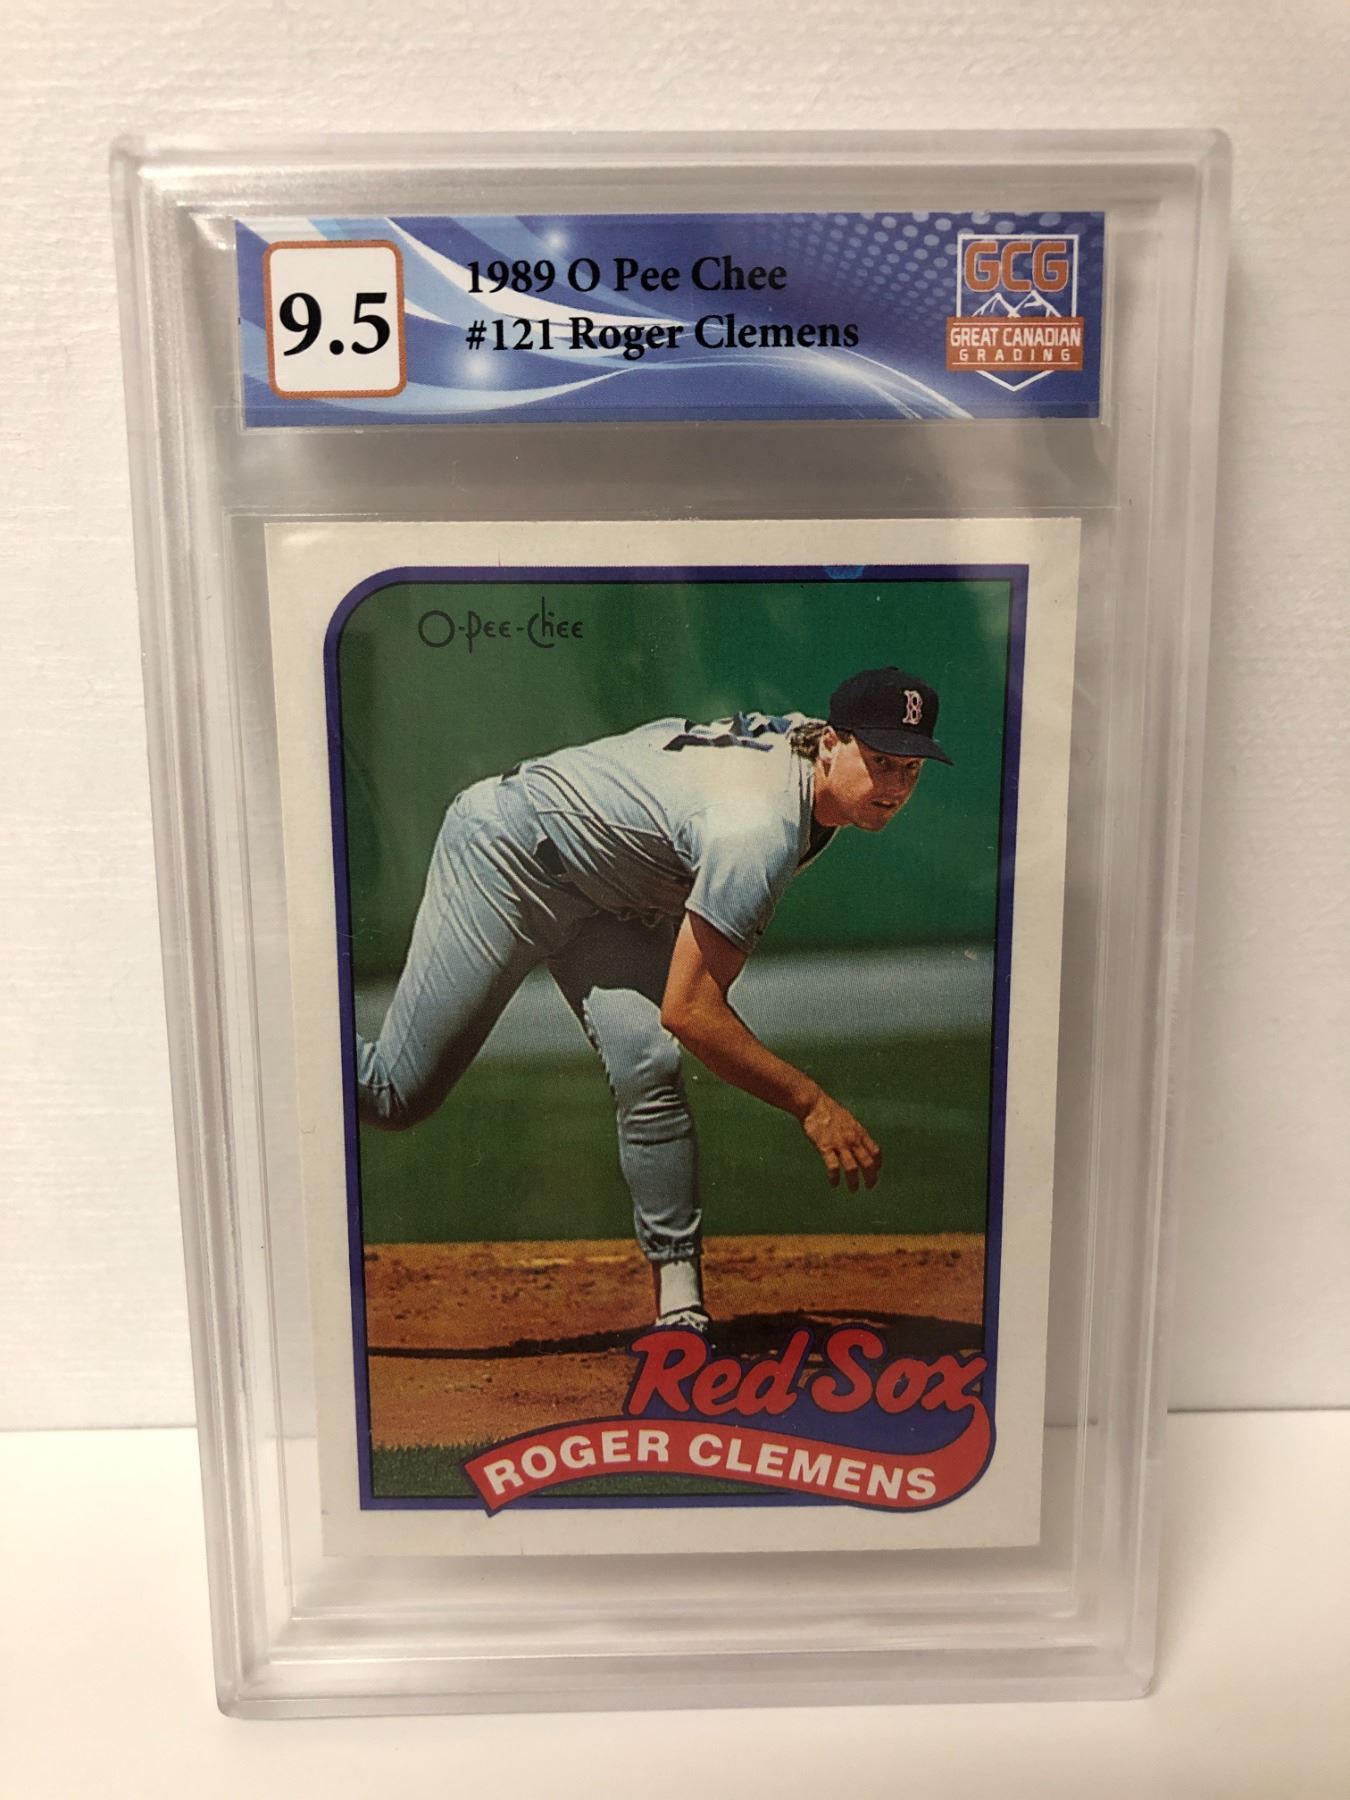 9.5
1989 O Pee Chee
#121 Roger Clemens
GCG
GREAT CANADIAN
GRADING
O-Pee-Chee
B
Red Sox
ROGER CLEMENS